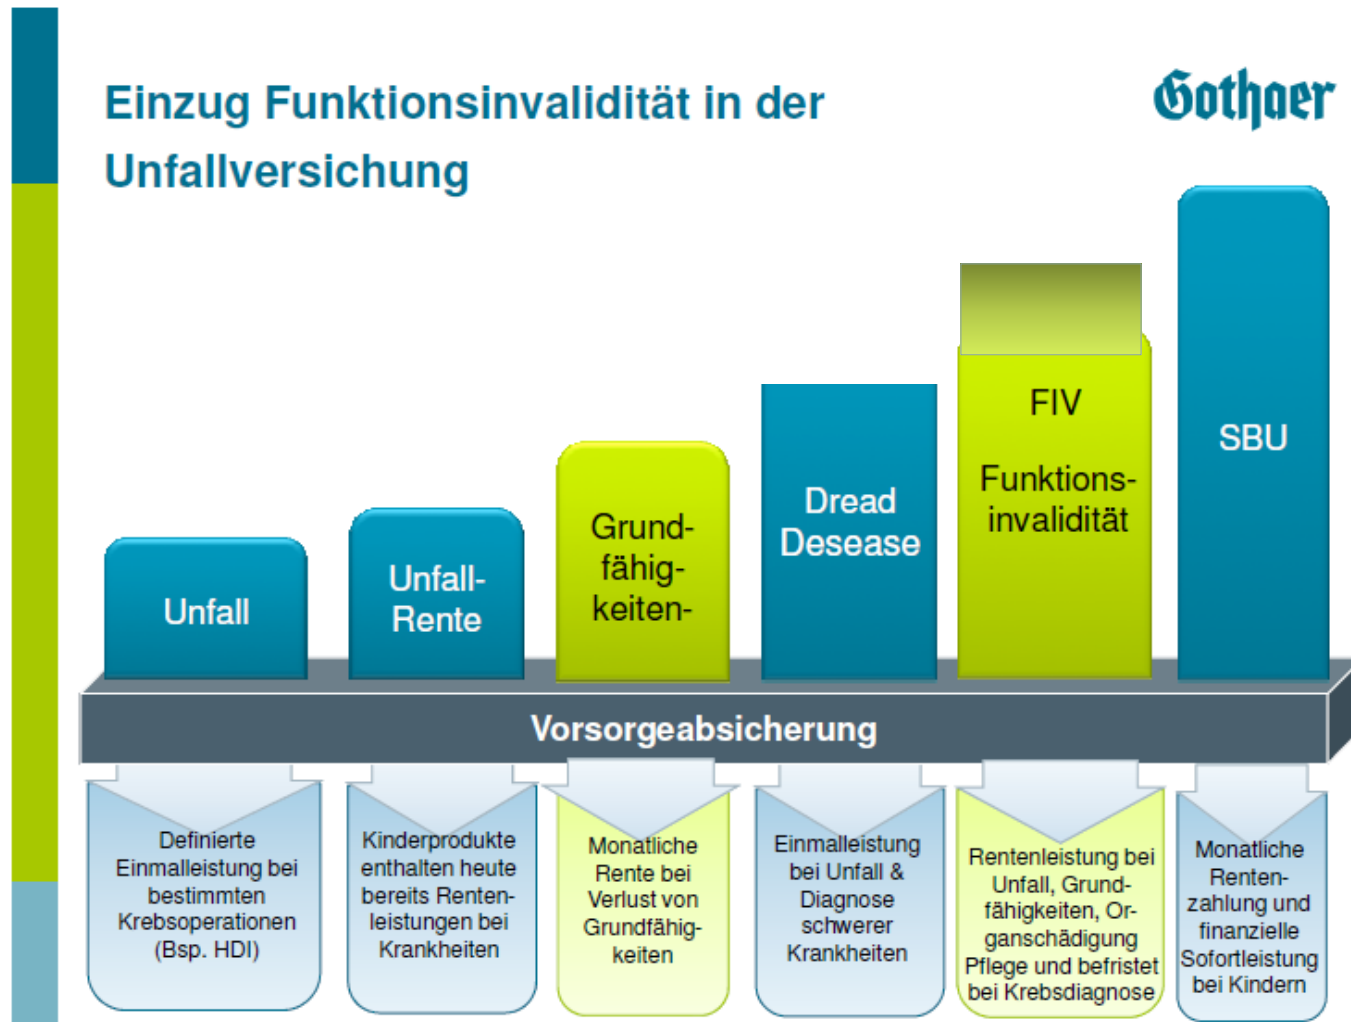 Einzug Funktionsinvalidität in der
Unfallversichung
Gothaer
Unfall
Unfall-
Rente
Grund-
fähig-
keiten-
Dread
Desease
FIV
Funktions-
invalidität
SBU
Vorsorgeabsicherung
Definierte
Einmalleistung bei
bestimmten
Krebsoperationen
(Bsp. HDI)
Kinderprodukte
enthalten heute
bereits Renten-
leistungen bei
Krankheiten
Monatliche
Rente bei
Verlust von
Grundfähig-
keiten
Einmalleistung
bei Unfall &
Diagnose
schwerer
Krankheiten
Rentenleistung bei
Unfall, Grund-
fähigkeiten, Or-
ganschädigung
Pflege und befristet
bei Krebsdiagnose
Monatliche
Renten-
zahlung und
finanzielle
Sofortleistung
bei Kindern